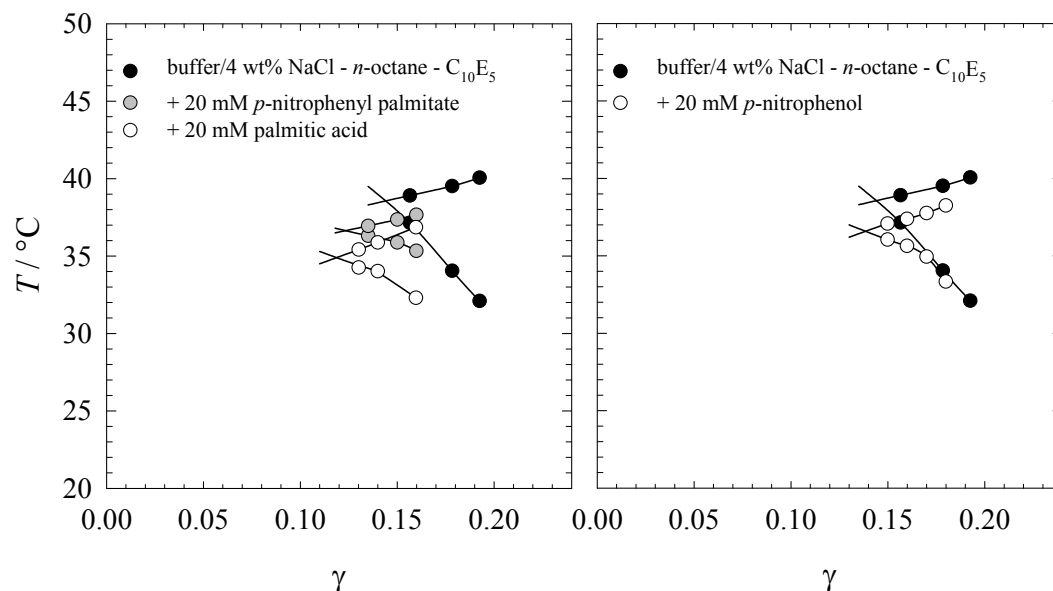 50
45
40
35
30
25
20
T / °C
buffer/4 wt% NaCl - n-octane - C₁₀E₅
+ 20 mM p-nitrophenyl palmitate
+ 20 mM palmitic acid
0.00 0.05 0.10 0.15 0.20
γ
buffer/4 wt% NaCl - n-octane - C₁₀E₅
+ 20 mM p-nitrophenol
0.00 0.05 0.10 0.15 0.20
γ